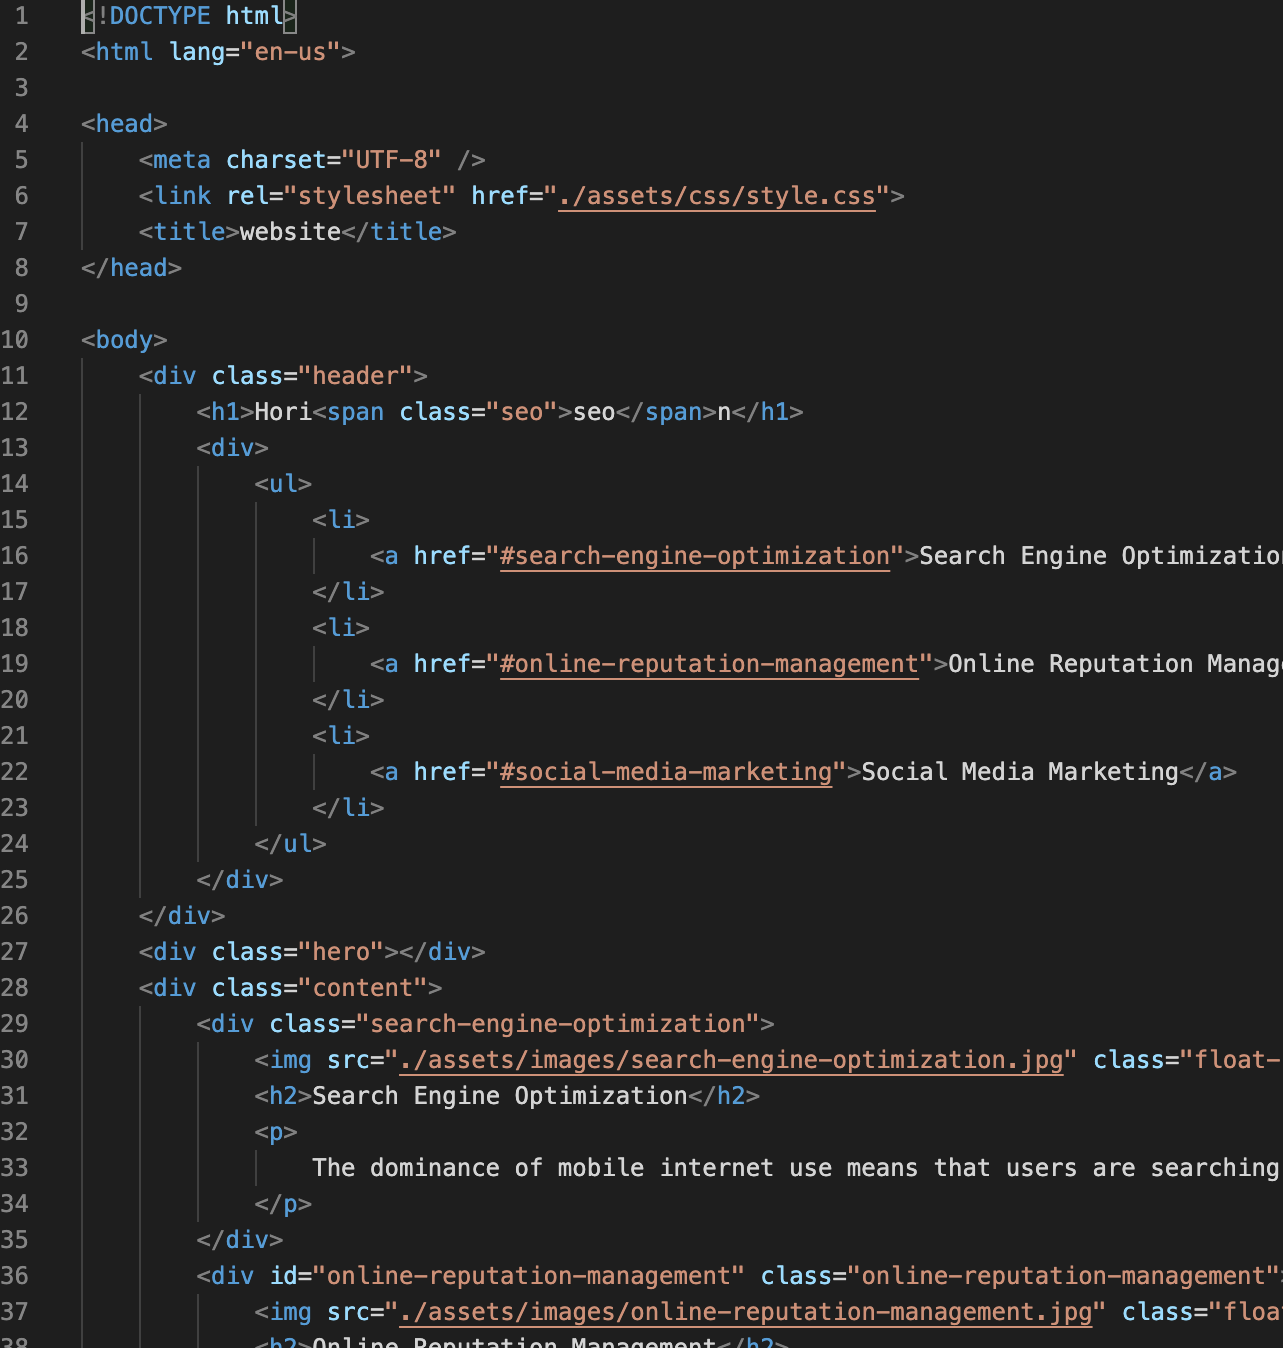 1 <!DOCTYPE html>
2 <html lang="en-us">
3
4 <head>
5     <meta charset="UTF-8" />
6     <link rel="stylesheet" href="./assets/css/style.css">
7     <title>website</title>
8 </head>
9
10 <body>
11     <div class="header">
12         <h1>Hori<span class="seo">seo</span>n</h1>
13         <div>
14             <ul>
15                 <li>
16                     <a href="#search-engine-optimization">Search Engine Optimizatio
17                 </li>
18                 <li>
19                     <a href="#online-reputation-management">Online Reputation Manag
20                 </li>
21                 <li>
22                     <a href="#social-media-marketing">Social Media Marketing</a>
23                 </li>
24             </ul>
25         </div>
26     </div>
27     <div class="hero"></div>
28     <div class="content">
29         <div class="search-engine-optimization">
30             <img src="./assets/images/search-engine-optimization.jpg" class="float-
31             <h2>Search Engine Optimization</h2>
32             <p>
33                 The dominance of mobile internet use means that users are searching
34             </p>
35         </div>
36         <div id="online-reputation-management" class="online-reputation-management">
37             <img src="./assets/images/online-reputation-management.jpg" class="floa
38             <h2>Online Reputation Management</h2>